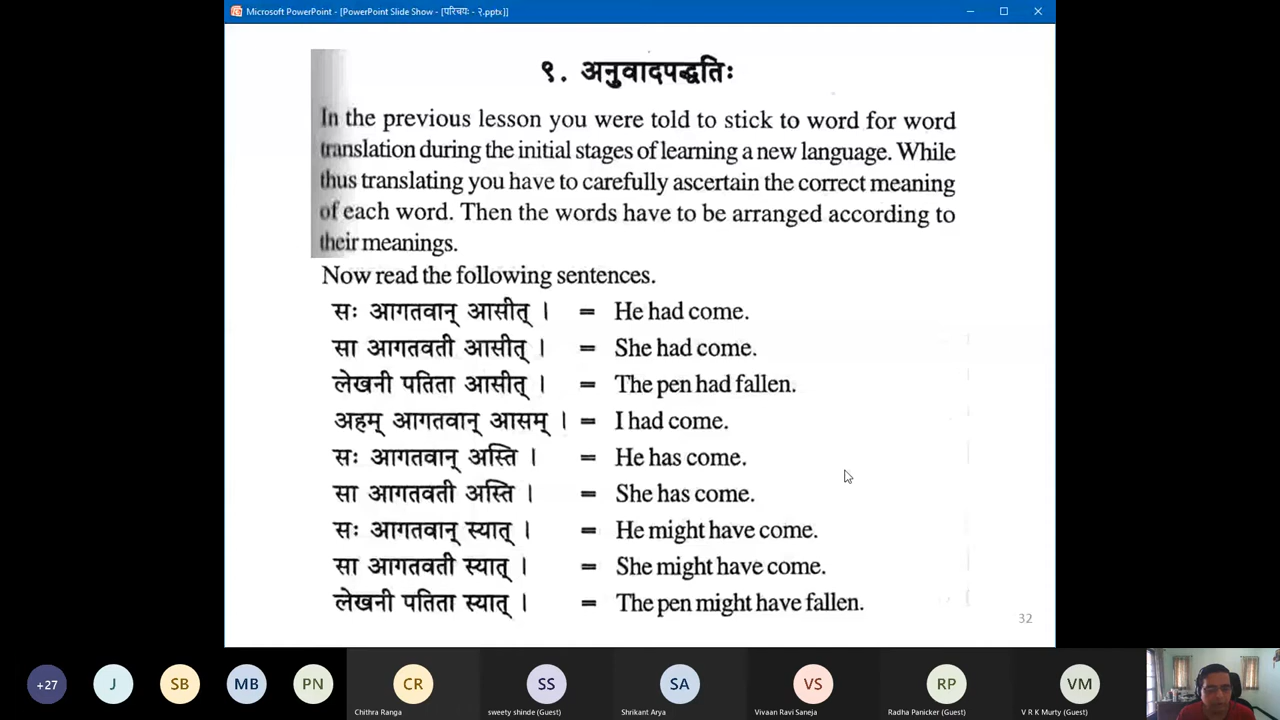 Microsoft PowerPoint - [PowerPoint Slide Show - [परिचयः - २.pptx]]
९. अनुवादपद्धतिः
In the previous lesson you were told to stick to word for word
translation during the initial stages of learning a new language. While
thus translating you have to carefully ascertain the correct meaning
of each word. Then the words have to be arranged according to
their meanings.
Now read the following sentences.
सः आगतवान् आसीत् । = He had come.
सा आगतवती आसीत् । = She had come.
लेखनी पतिता आसीत् । = The pen had fallen.
अहम् आगतवान् आसम् । = I had come.
सः आगतवान् अस्ति । = He has come.
सा आगतवती अस्ति । = She has come.
सः आगतवान् स्यात् । = He might have come.
सा आगतवती स्यात् । = She might have come.
लेखनी पतिता स्यात् । = The pen might have fallen.
32
+27 J SB MB PN CR SS SA VS RP VM
Chithra Ranga sweety shinde (Guest) Shrikant Arya Vivaan Ravi Saneja Radha Panicker (Guest) V R K Murty (Guest)